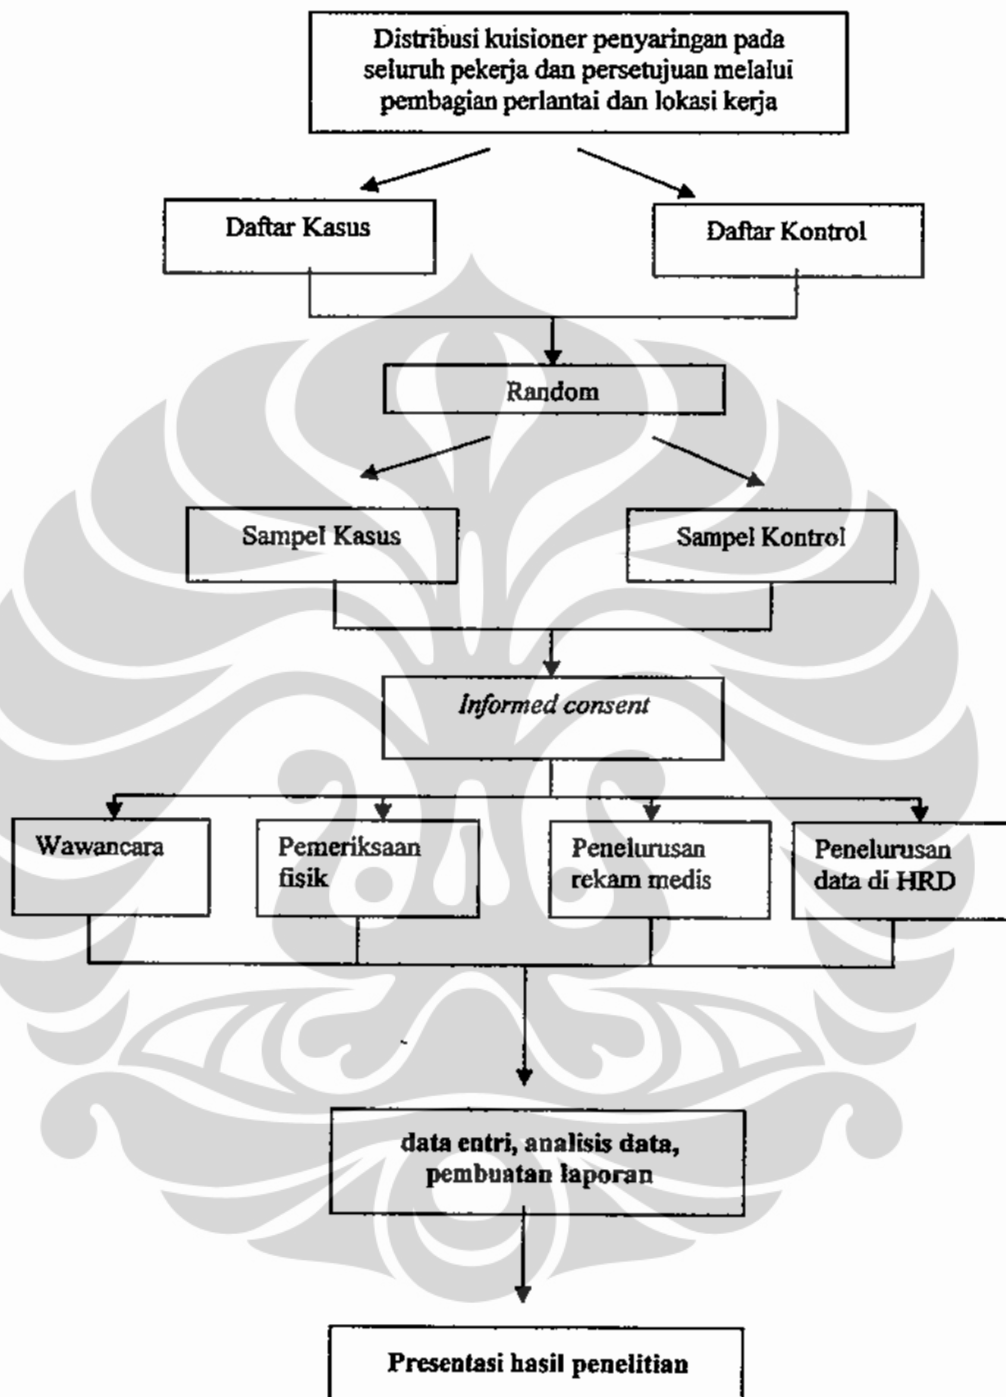 Distribusi kuisioner penyaringan pada
seluruh pekerja dan persetujuan melalui
pembagian perlantai dan lokasi kerja
Daftar Kasus
Daftar Kontrol
Random
Sampel Kasus
Sampel Kontrol
Informed consent
Wawancara
Pemeriksaan
fisik
Penelurusan
rekam medis
Penelurusan
data di HRD
data entri, analisis data,
pembuatan laporan
Presentasi hasil penelitian